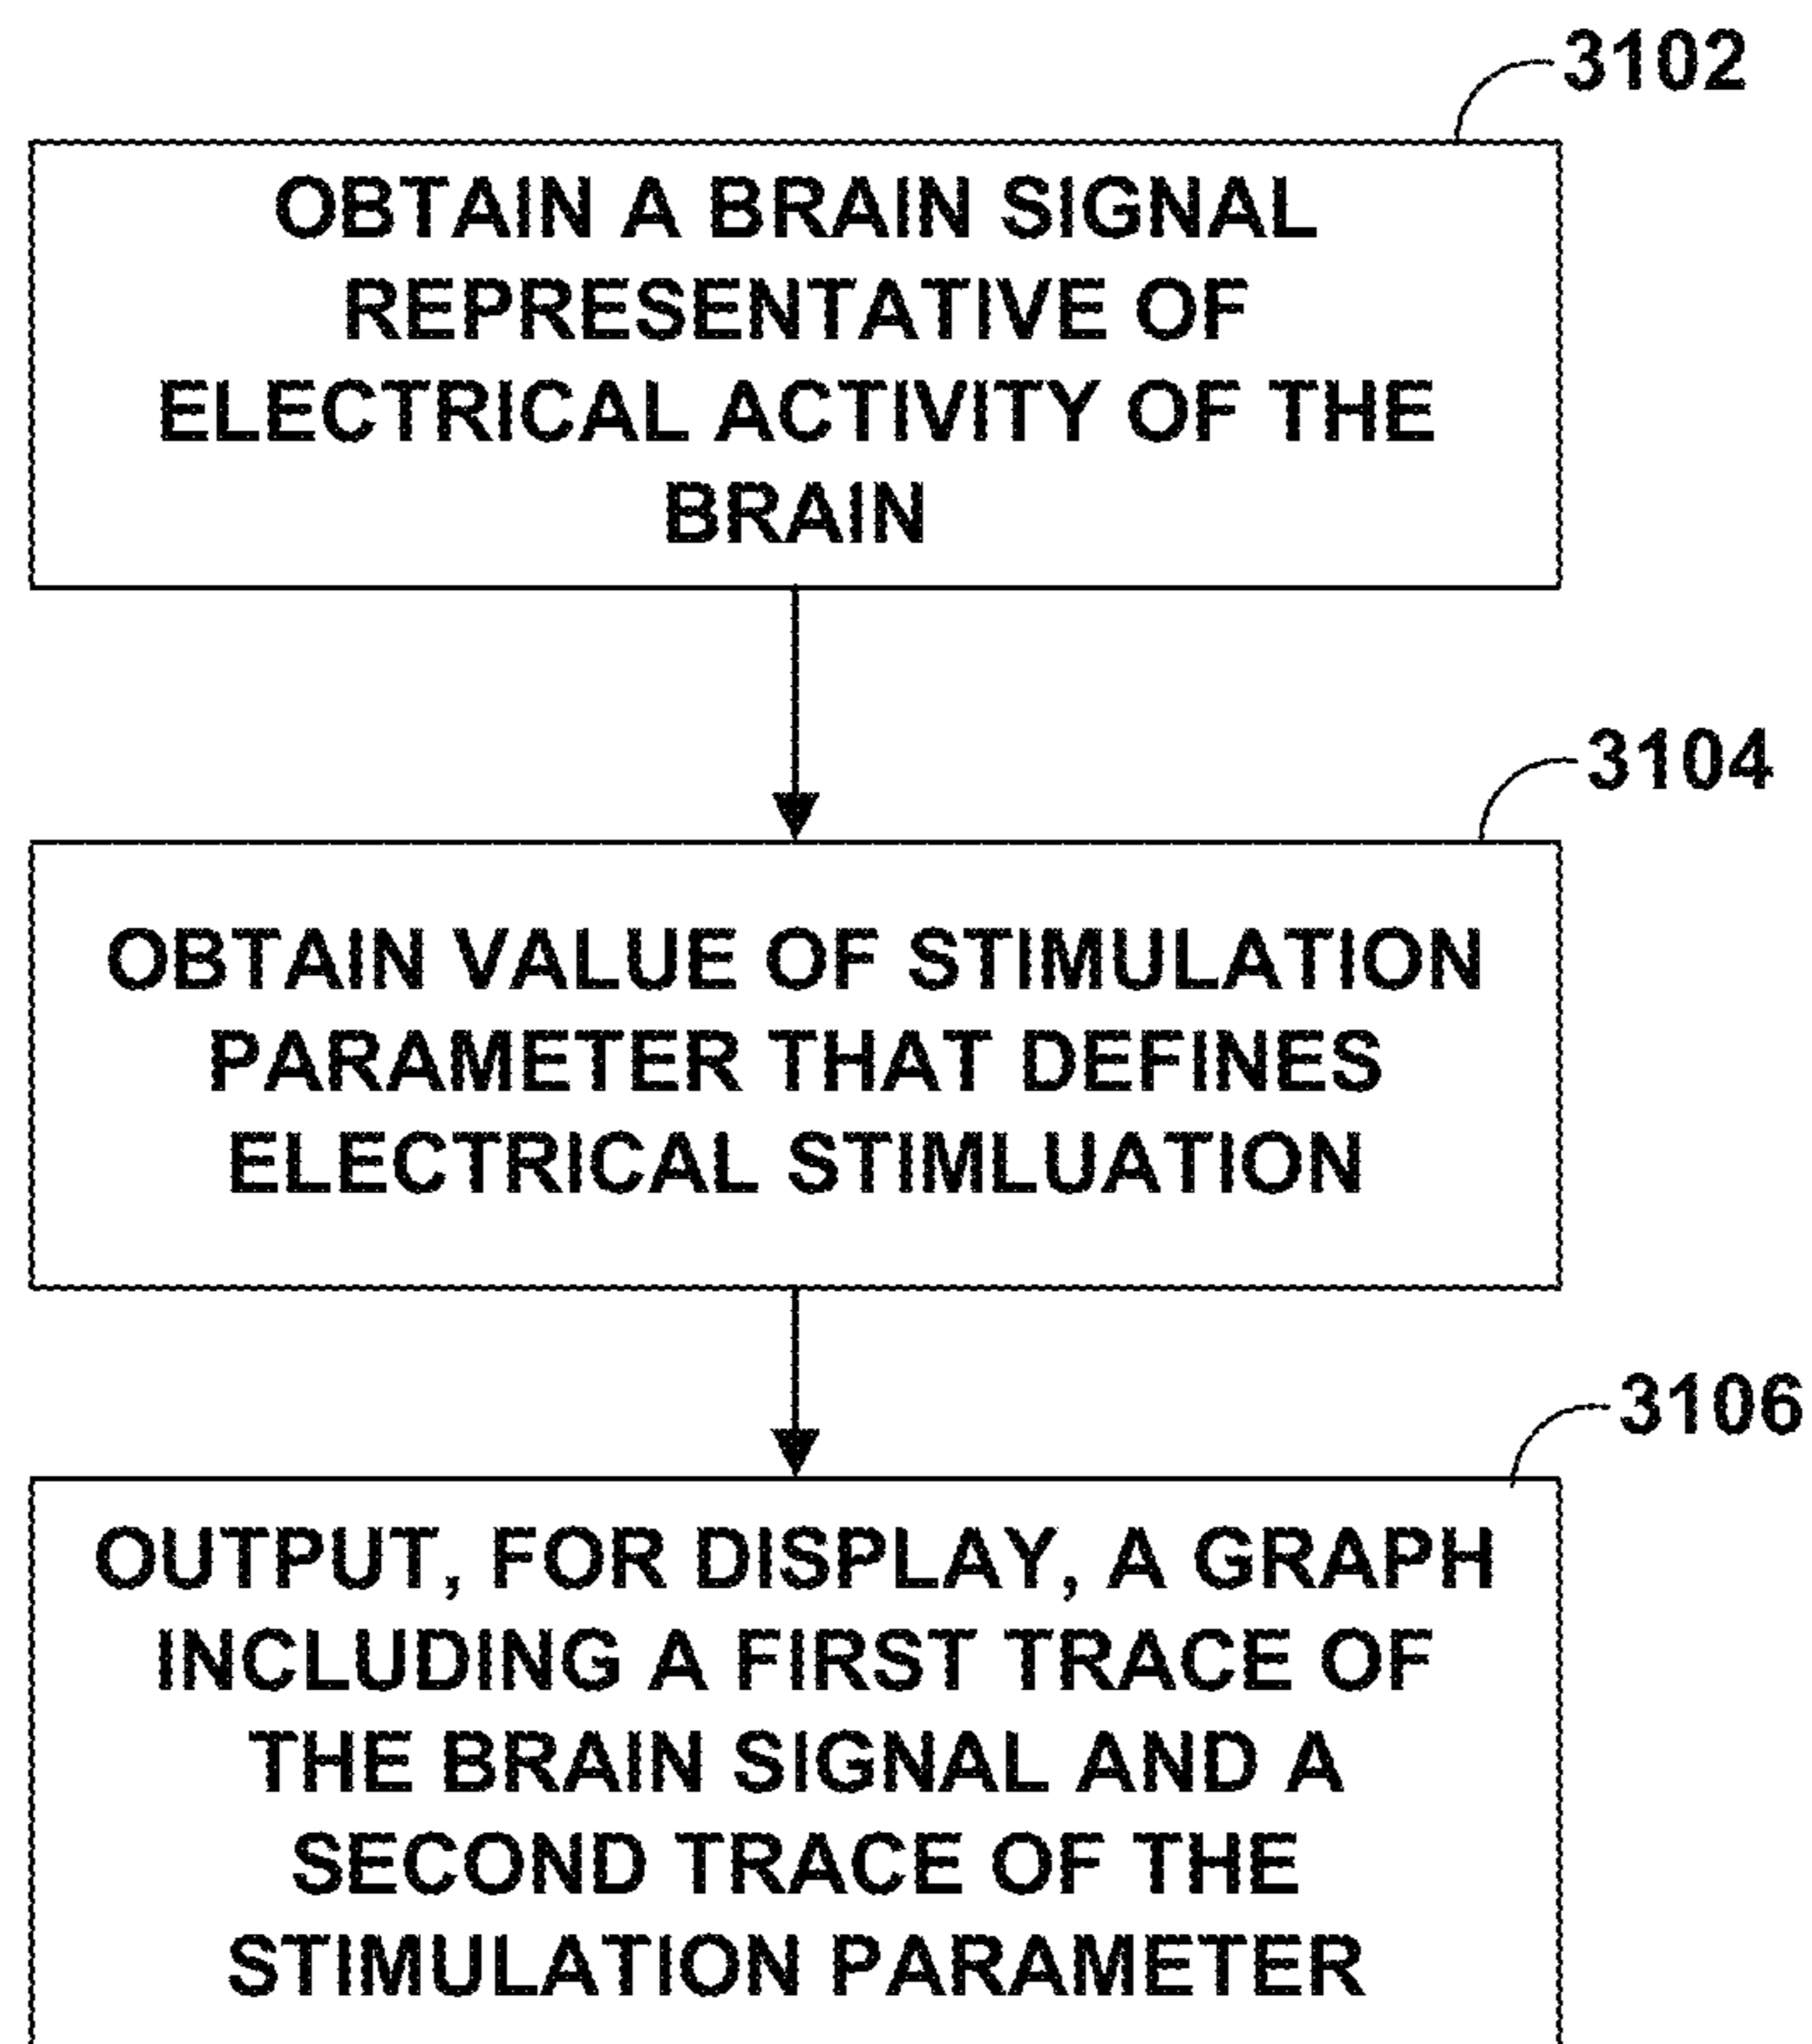 3102
OBTAIN A BRAIN SIGNAL
REPRESENTATIVE OF
ELECTRICAL ACTIVITY OF THE
BRAIN
3104
OBTAIN VALUE OF STIMULATION
PARAMETER THAT DEFINES
ELECTRICAL STIMLUATION
3106
OUTPUT, FOR DISPLAY, A GRAPH
INCLUDING A FIRST TRACE OF
THE BRAIN SIGNAL AND A
SECOND TRACE OF THE
STIMULATION PARAMETER